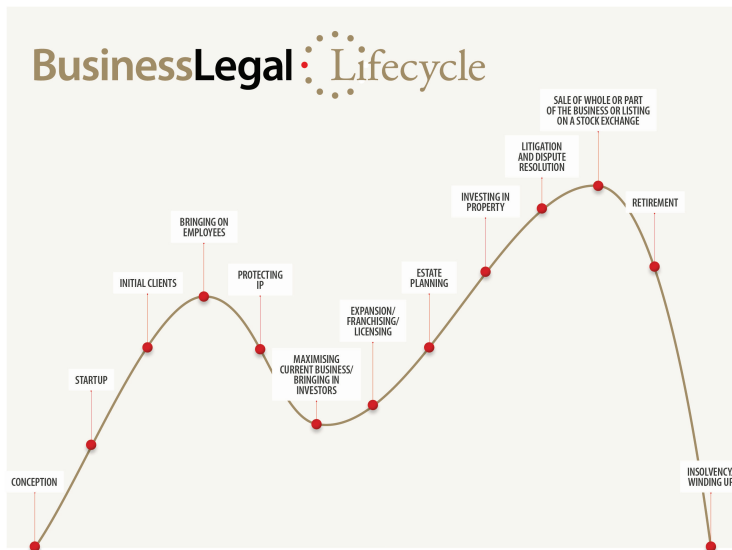 BusinessLegal Lifecycle
SALE OF WHOLE OR PART
OF THE BUSINESS OR LISTING
ON A STOCK EXCHANGE
LITIGATION
AND DISPUTE
RESOLUTION
INVESTING IN
PROPERTY
RETIREMENT
BRINGING ON
EMPLOYEES
ESTATE
PLANNING
INITIAL CLIENTS
PROTECTING
IP
EXPANSION/
FRANCHISING/
LICENSING
MAXIMISING
CURRENT BUSINESS/
BRINGING IN
INVESTORS
STARTUP
CONCEPTION
INSOLVENCY/
WINDING UP